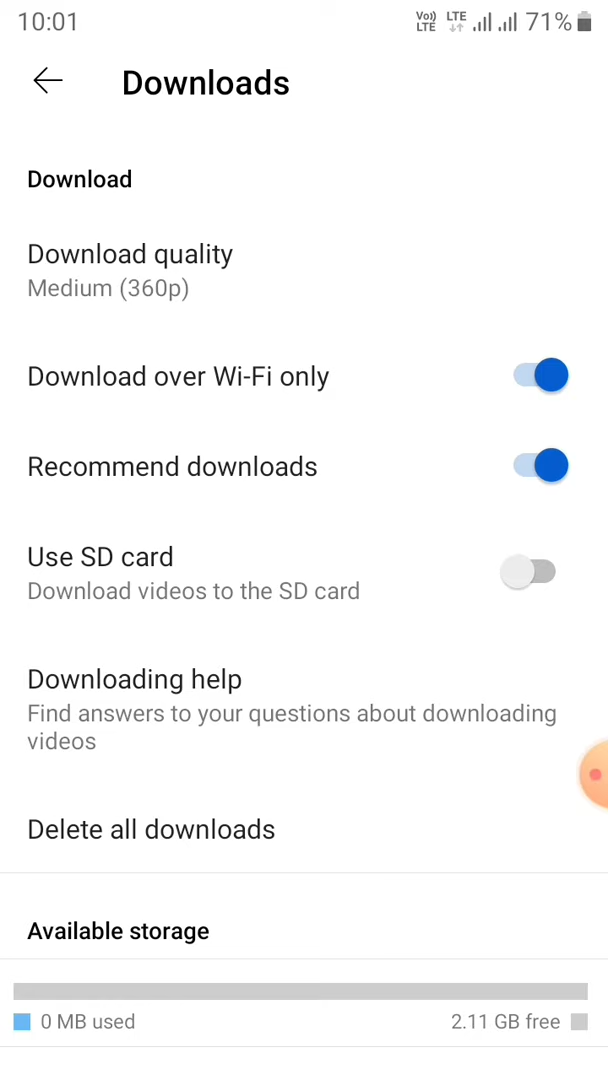 10:01
Vo)) LTE LTE 71%
Downloads
Download
Download quality
Medium (360p)
Download over Wi-Fi only
Recommend downloads
Use SD card
Download videos to the SD card
Downloading help
Find answers to your questions about downloading
videos
Delete all downloads
Available storage
0 MB used
2.11 GB free